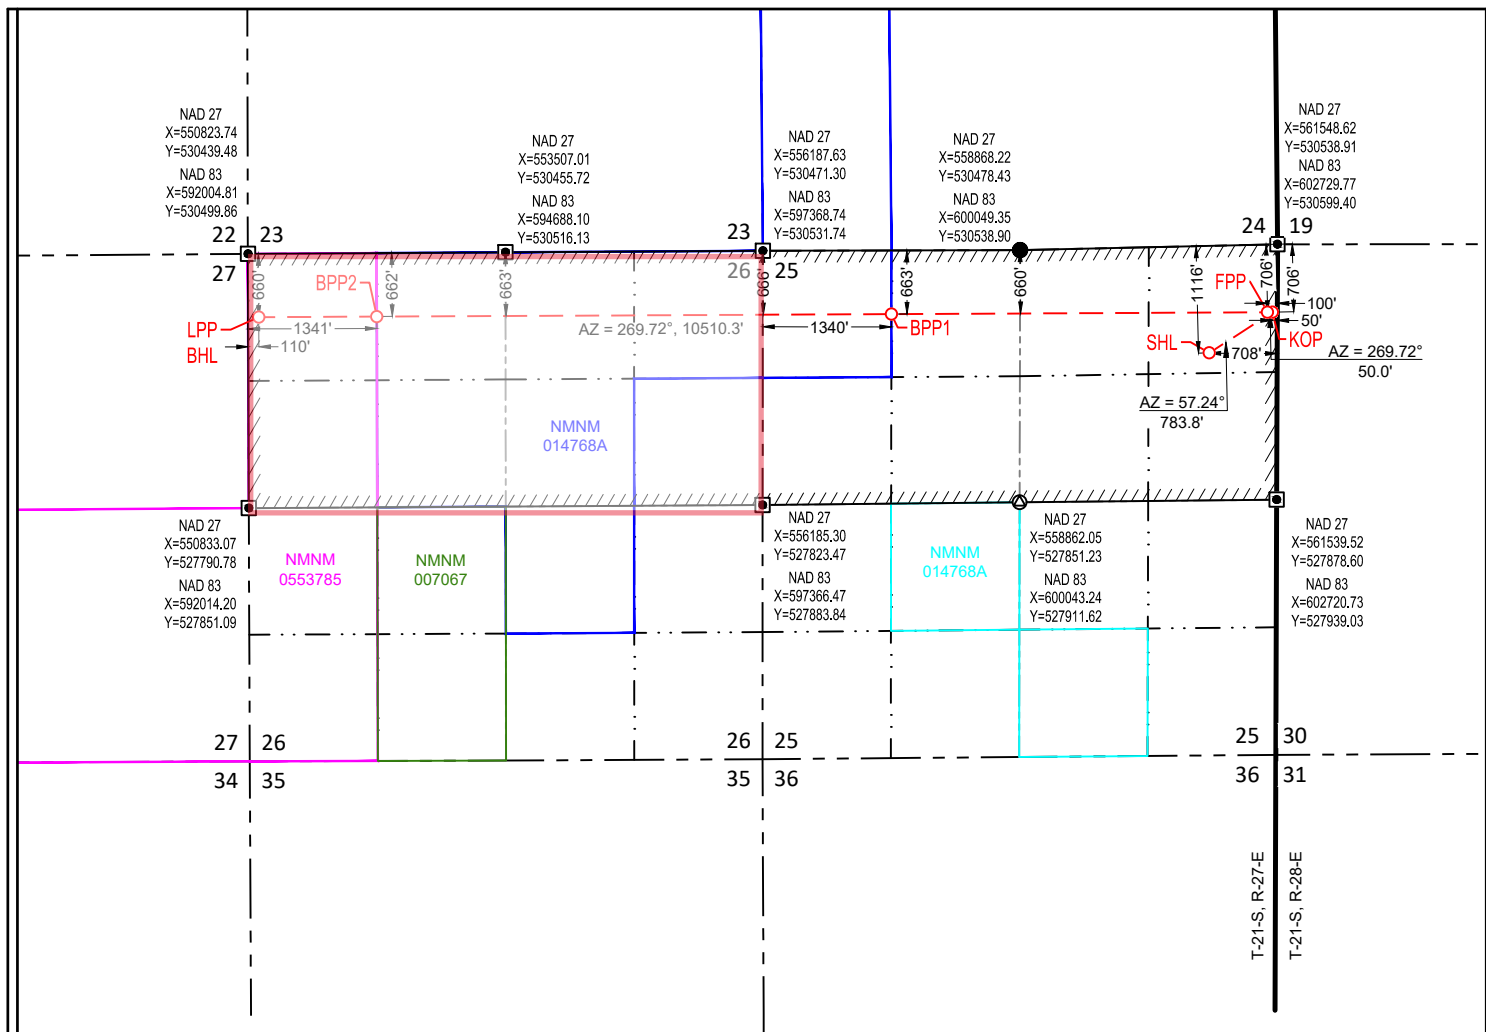 NAD 27
X=550823.74
Y=530439.48
NAD 83
X=592004.81
Y=530499.86
NAD 27
X=553507.01
Y=530455.72
NAD 83
X=594688.10
Y=530516.13
NAD 27
X=556187.63
Y=530471.30
NAD 83
X=597368.74
Y=530531.74
NAD 27
X=558868.22
Y=530478.43
NAD 83
X=600049.35
Y=530538.90
NAD 27
X=561548.62
Y=530538.91
NAD 83
X=602729.77
Y=530599.40
22 23
27
23
26 25
24 19
660'
BPP2
662'
663'
666'
663'
660'
1116'
706'
706'
FPP
100'
50'
KOP
LPP
BHL
1341'
110'
AZ = 269.72°, 10510.3'
1340'
BPP1
SHL
708'
AZ = 269.72°
50.0'
AZ = 57.24°
783.8'
NMNM
014768A
NAD 27
X=550833.07
Y=527790.78
NAD 83
X=592014.20
Y=527851.09
NMNM
0553785
NMNM
007067
NAD 27
X=556185.30
Y=527823.47
NAD 83
X=597366.47
Y=527883.84
NMNM
014768A
NAD 27
X=558862.05
Y=527851.23
NAD 83
X=600043.24
Y=527911.62
NAD 27
X=561539.52
Y=527878.60
NAD 83
X=602720.73
Y=527939.03
27 26
34 35
26 25
35 36
25 30
36 31
T-21-S, R-27-E
T-21-S, R-28-E